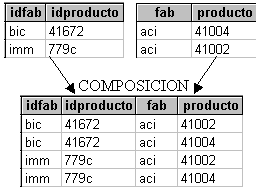 idfab idproducto fab producto
bic 41672 aci 41004
imm 779c aci 41002
COMPOSICION
idfab idproducto fab producto
bic 41672 aci 41002
bic 41672 aci 41004
imm 779c aci 41002
imm 779c aci 41004